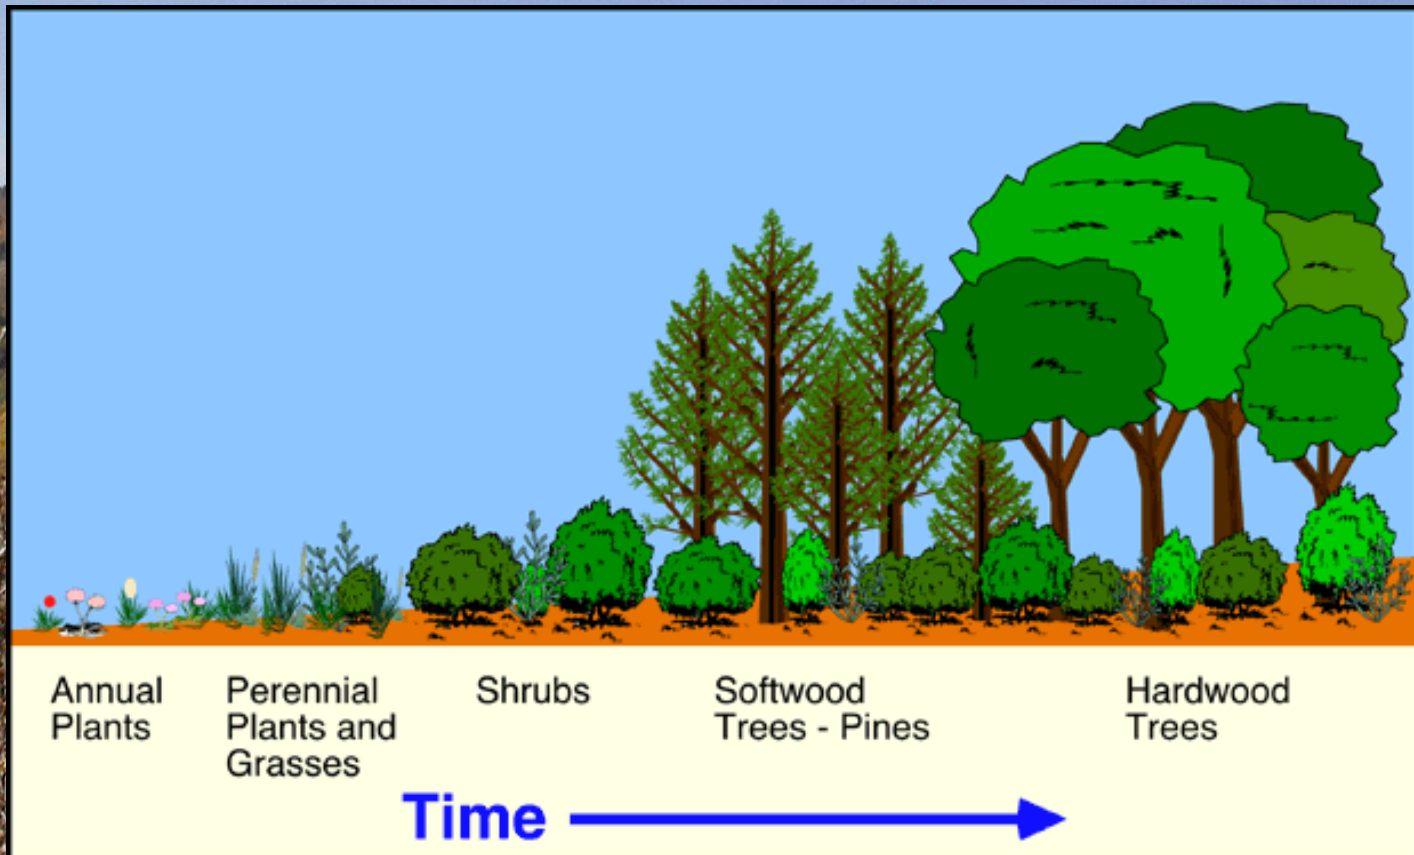 Annual
Plants
Perennial
Plants and
Grasses
Shrubs
Softwood
Trees - Pines
Hardwood
Trees
Time